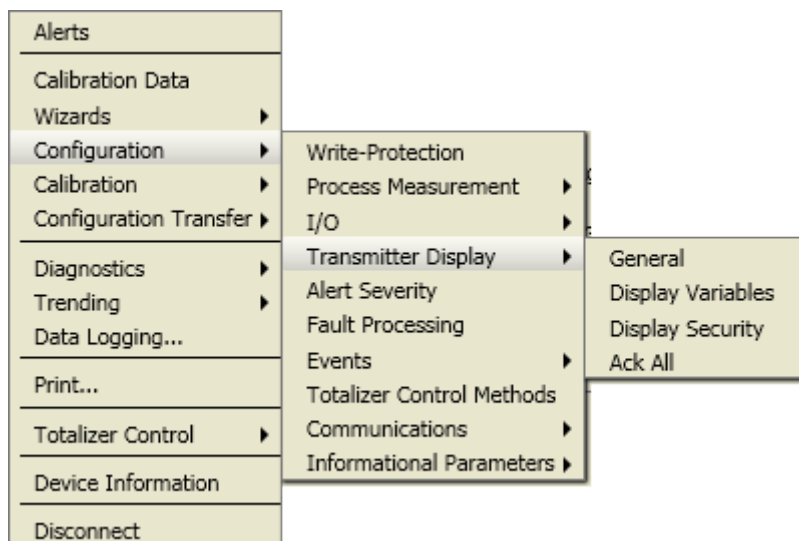 Alerts
Calibration Data
Wizards
Configuration
Calibration
Configuration Transfer
Diagnostics
Trending
Data Logging...
Print...
Totalizer Control
Device Information
Disconnect
Write-Protection
Process Measurement
I/O
Transmitter Display
Alert Severity
Fault Processing
Events
Totalizer Control Methods
Communications
Informational Parameters
General
Display Variables
Display Security
Ack All